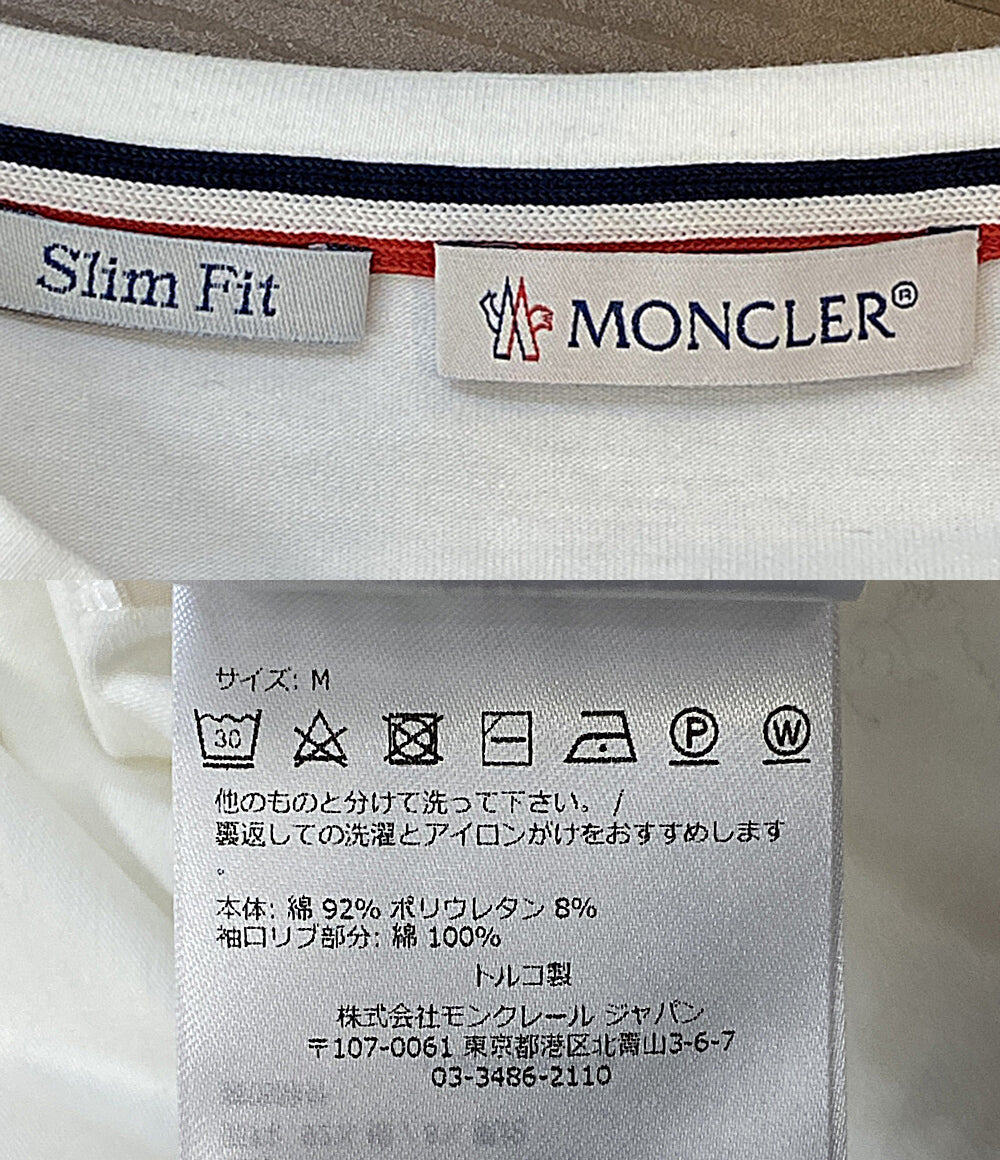 Slim Fit
MONCLER®
サイズ: M
30
P
W
他のものと分けて洗って下さい。 /
裏返しての洗濯とアイロンがけをおすすめします
。
本体: 綿 92% ポリウレタン 8%
袖口リブ部分: 綿 100%
トルコ製
株式会社モンクレール ジャパン
〒107-0061 東京都港区北青山3-6-7
03-3486-2110